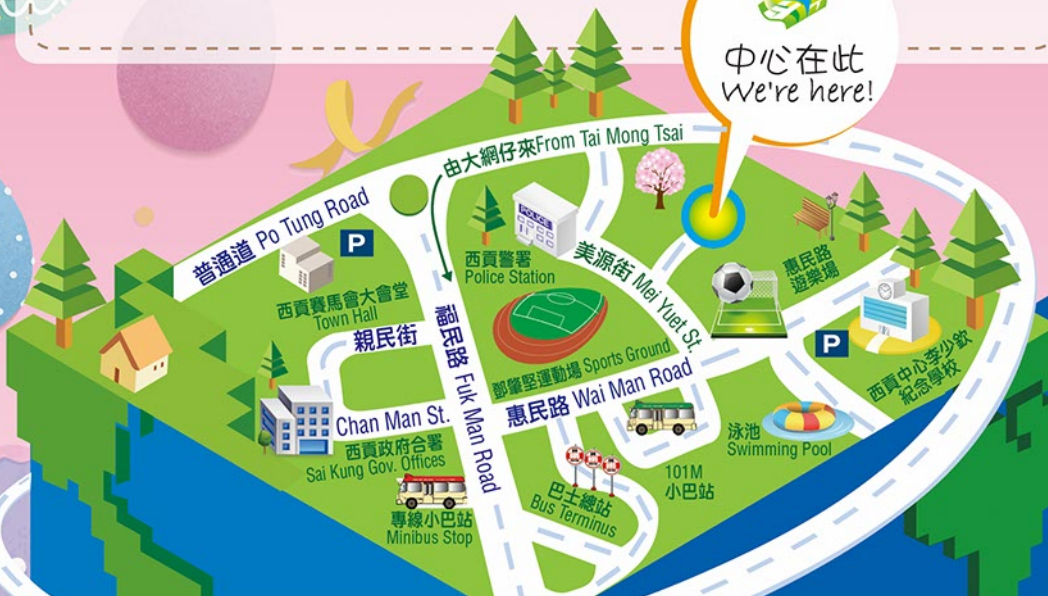 中心在此
We're here!
由大網仔來From Tai Mong Tsai
普通道 Po Tung Road
P
POLICE
西貢警署
Police Station
美源街 Mei Yuet St.
惠民路
遊樂場
西貢賽馬會大會堂
Town Hall
親民街
福民路 Fuk Man Road
鄧肇堅運動場 Sports Ground
P
西貢中心李少欽
紀念學校
惠民路 Wai Man Road
Chan Man St.
西貢政府合署
Sai Kung Gov. Offices
泳池
Swimming Pool
101M
小巴站
巴士總站
Bus Terminus
專線小巴站
Minibus Stop